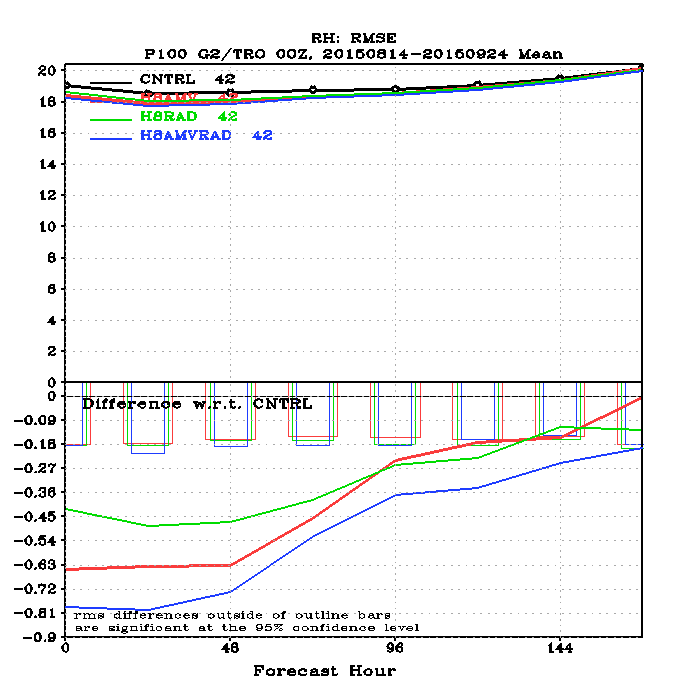 RH: RMSE
P100 G2/TRO 00Z, 20150814-20150924 Mean
20
18
16
14
12
10
8
6
4
2
0
CNTRL 42
H8AMV 42
H8RAD 42
H8AMVRAD 42
Difference w.r.t. CNTRL
0
-0.09
-0.18
-0.27
-0.36
-0.45
-0.54
-0.63
-0.72
-0.81
-0.9
rms differences outside of outline bars
are significant at the 95% confidence level
0 48 96 144
Forecast Hour